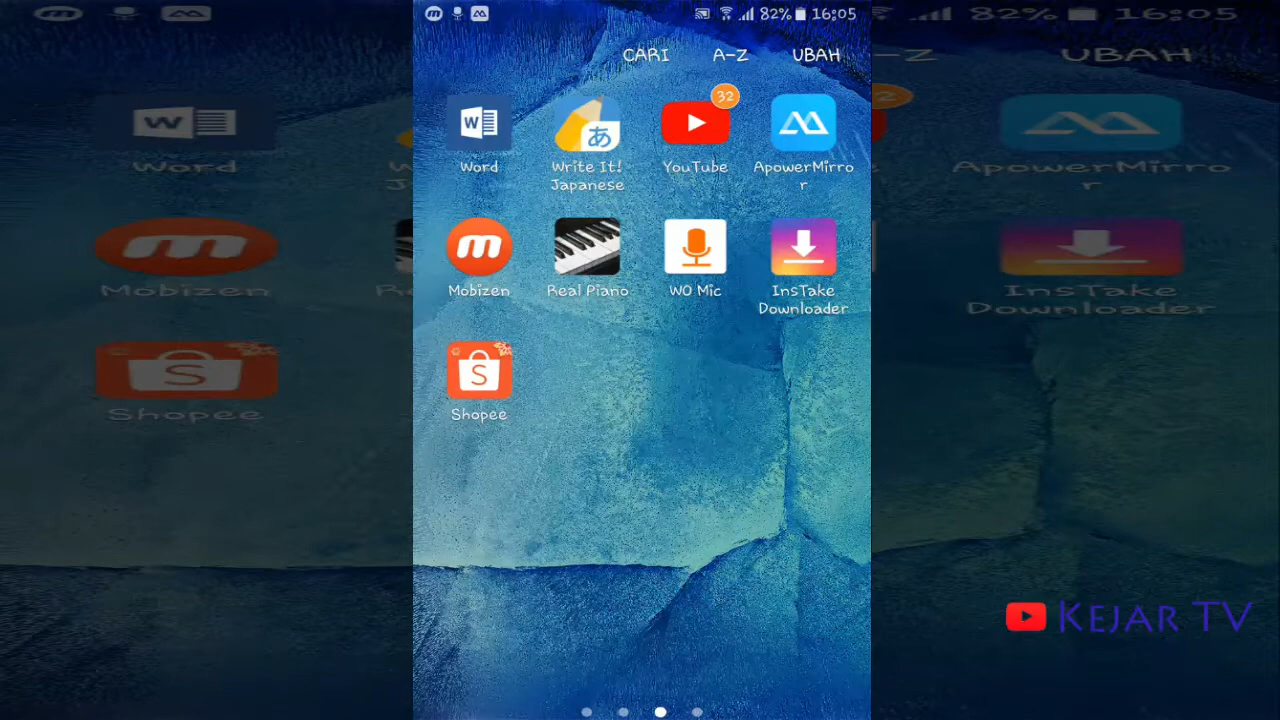 82% 16:05
CARI A-Z UBAH
32
W
あ
Word
Write It!
Japanese
YouTube
ApowerMirro
r
m
Mobizen
Real Piano
WO Mic
InsTake
Downloader
S
Shopee
KEJAR TV